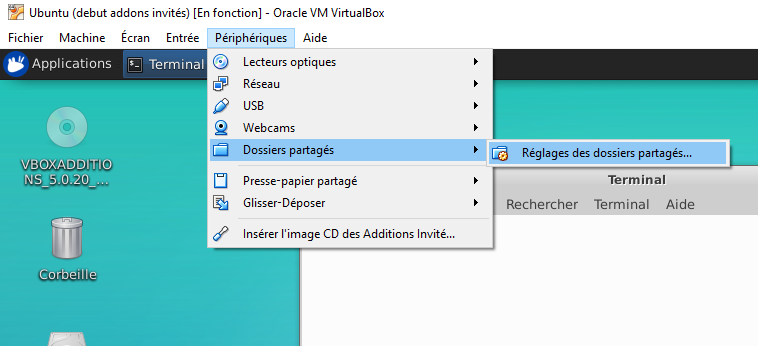 Ubuntu (debut addons invités) [En fonction] - Oracle VM VirtualBox
Fichier Machine Écran Entrée Périphériques Aide
Applications Terminal
Lecteurs optiques
Réseau
USB
Webcams
Dossiers partagés
Réglages des dossiers partagés...
Presse-papier partagé
Glisser-Déposer
Insérer l'image CD des Additions Invité...
VBOXADDITIO
NS_5.0.20_...
Corbeille
Terminal
Rechercher Terminal Aide